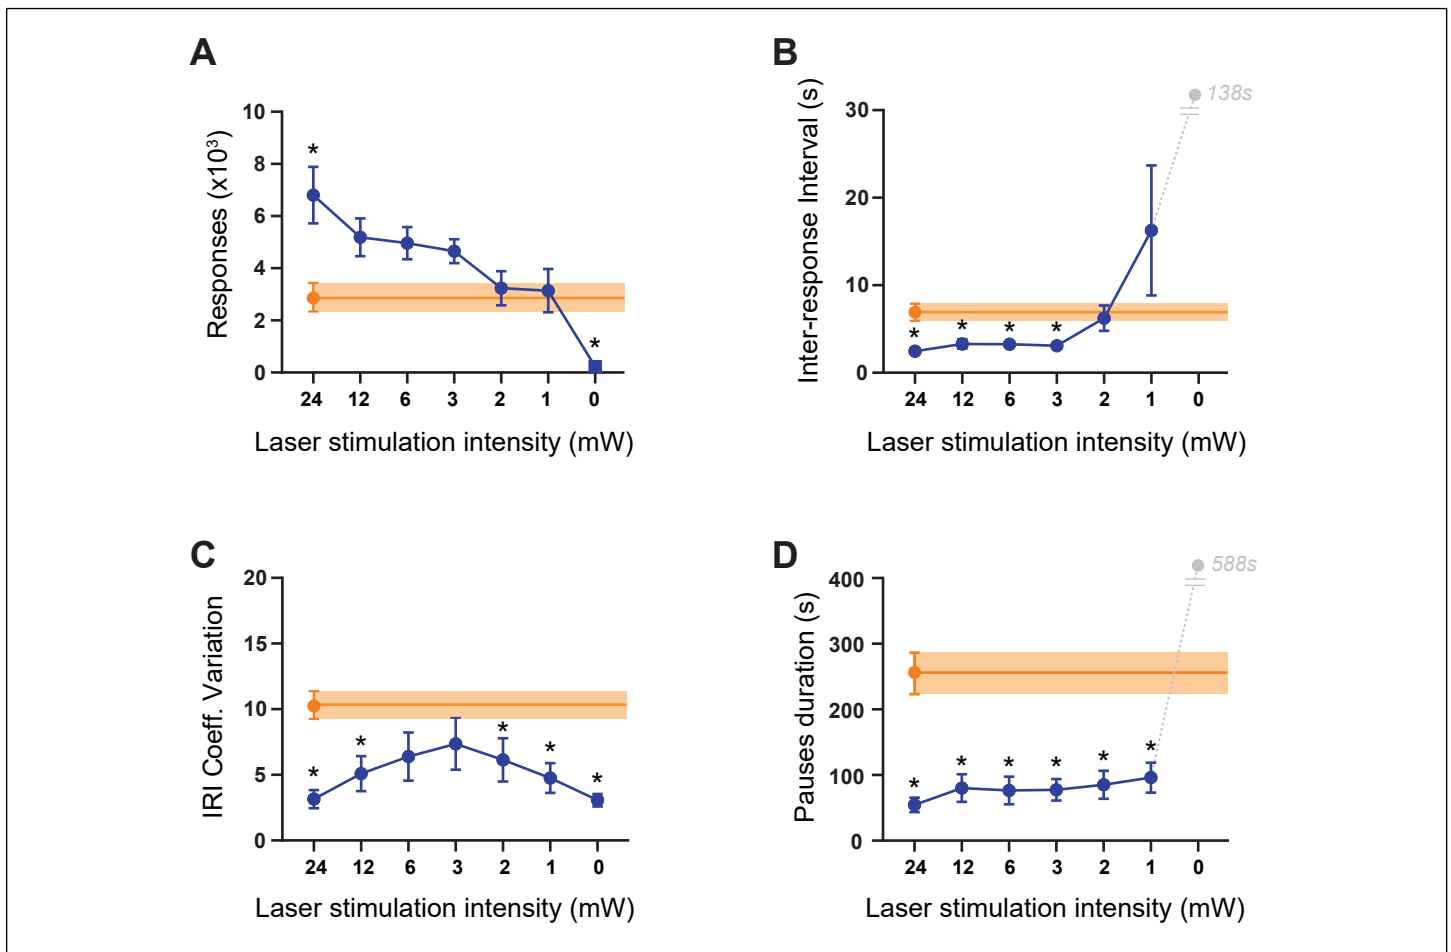 A
Responses (x10³)
10
8
6
4
2
0
*
*
24 12 6 3 2 1 0
Laser stimulation intensity (mW)
B
Inter-response Interval (s)
138s
30
20
10
0
* * * *
24 12 6 3 2 1 0
Laser stimulation intensity (mW)
C
IRI Coeff. Variation
20
15
10
5
0
* * * * *
24 12 6 3 2 1 0
Laser stimulation intensity (mW)
D
Pauses duration (s)
588s
400
300
200
100
0
* * * * * *
24 12 6 3 2 1 0
Laser stimulation intensity (mW)